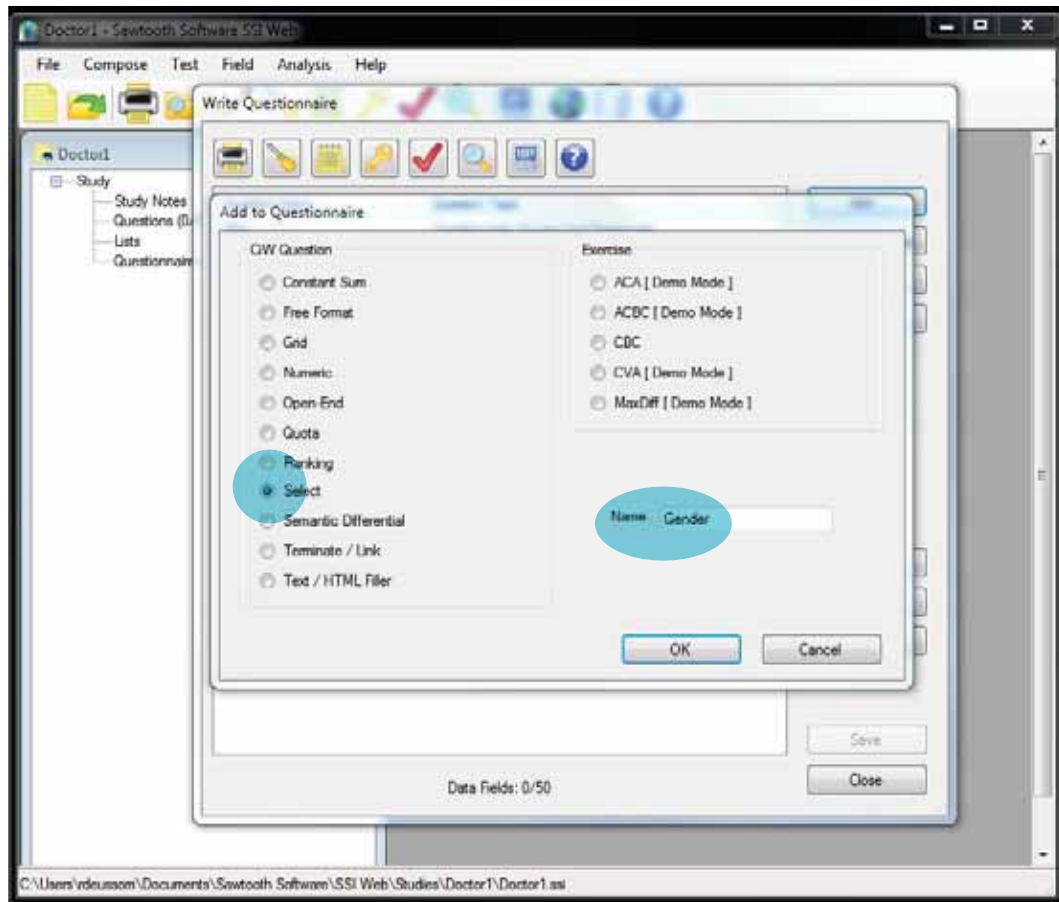 Doctor1 - Sawtooth Software SSI Web
File Compose Test Field Analysis Help
Write Questionnaire
Doctor1
Study
Study Notes
Questions (0/
Lists
Questionnaire
Add to Questionnaire
CiW Question
Constant Sum
Free Format
Grid
Numeric
Open-End
Quota
Ranking
Select
Semantic Differential
Terminate / Link
Text / HTML Filler
Exercise
ACA [ Demo Mode ]
ACBC [ Demo Mode ]
CBC
CVA [ Demo Mode ]
MaxDiff [ Demo Mode ]
Name Gender
OK Cancel
Save
Data Fields: 0/50
Close
C:\Users\rdeussom\Documents\Sawtooth Software\SSI Web\Studies\Doctor1\Doctor1.ssi